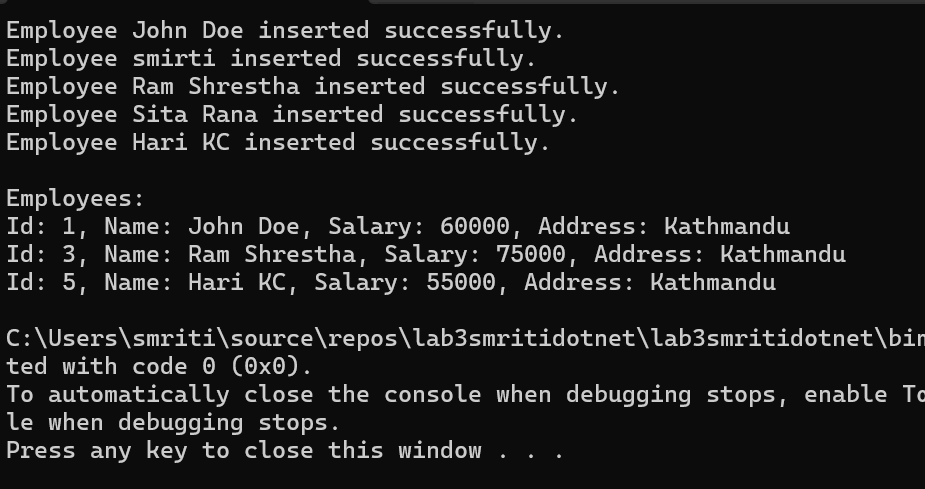 Employee John Doe inserted successfully.
Employee smirti inserted successfully.
Employee Ram Shrestha inserted successfully.
Employee Sita Rana inserted successfully.
Employee Hari KC inserted successfully.
Employees:
Id: 1, Name: John Doe, Salary: 60000, Address: Kathmandu
Id: 3, Name: Ram Shrestha, Salary: 75000, Address: Kathmandu
Id: 5, Name: Hari KC, Salary: 55000, Address: Kathmandu
C:\Users\smriti\source\repos\lab3smritidotnet\lab3smritidotnet\bin
ted with code 0 (0x0).
To automatically close the console when debugging stops, enable To
le when debugging stops.
Press any key to close this window . . .